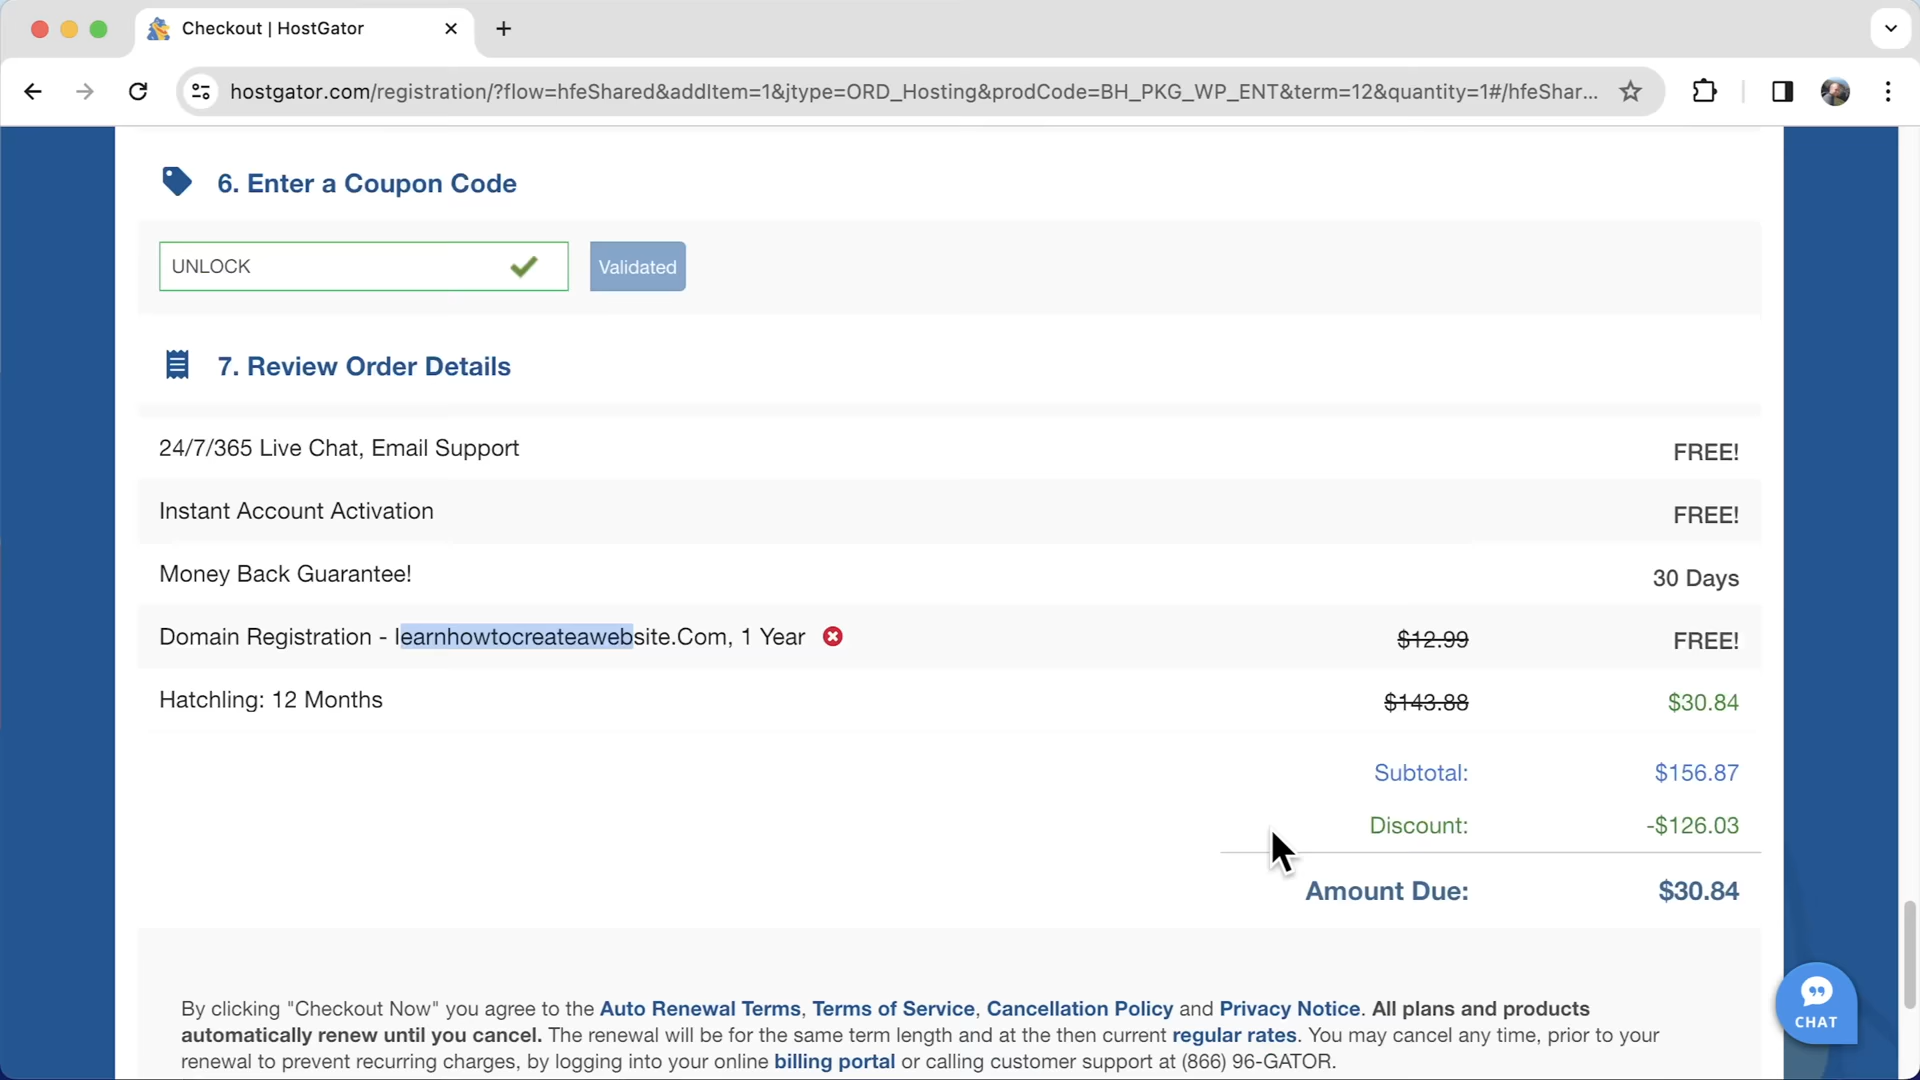 Checkout | HostGator
hostgator.com/registration/?flow=hfeShared&addItem=1&jtype=ORD_Hosting&prodCode=BH_PKG_WP_ENT&term=12&quantity=1#/hfeShar...
6. Enter a Coupon Code
UNLOCK
Validated
7. Review Order Details
24/7/365 Live Chat, Email Support FREE!
Instant Account Activation FREE!
Money Back Guarantee! 30 Days
Domain Registration - learnhowtocreateawebsite.Com, 1 Year $12.99 FREE!
Hatchling: 12 Months $143.88 $30.84
Subtotal: $156.87
Discount: -$126.03
Amount Due: $30.84
By clicking "Checkout Now" you agree to the Auto Renewal Terms, Terms of Service, Cancellation Policy and Privacy Notice. All plans and products
automatically renew until you cancel. The renewal will be for the same term length and at the then current regular rates. You may cancel any time, prior to your
renewal to prevent recurring charges, by logging into your online billing portal or calling customer support at (866) 96-GATOR.
CHAT